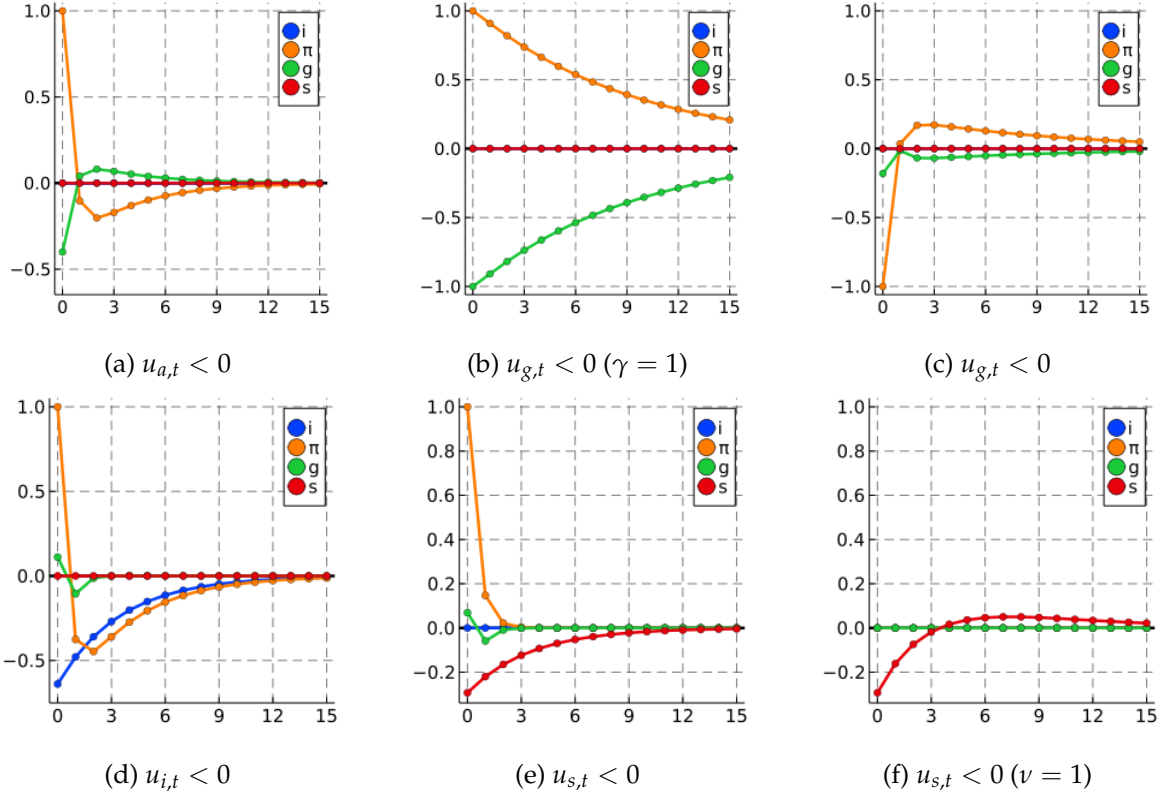 1.0
0.5
0.0
−0.5
0 3 6 9 12 15
i
π
g
s
(a) u_{a,t} < 0
1.0
0.5
0.0
−0.5
−1.0
0 3 6 9 12 15
i
π
g
s
(b) u_{g,t} < 0 (γ = 1)
1.0
0.5
0.0
−0.5
−1.0
0 3 6 9 12 15
i
π
g
s
(c) u_{g,t} < 0
1.0
0.5
0.0
−0.5
0 3 6 9 12 15
i
π
g
s
(d) u_{i,t} < 0
1.0
0.8
0.6
0.4
0.2
0.0
−0.2
0 3 6 9 12 15
i
π
g
s
(e) u_{s,t} < 0
1.0
0.8
0.6
0.4
0.2
0.0
−0.2
0 3 6 9 12 15
i
π
g
s
(f) u_{s,t} < 0 (ν = 1)